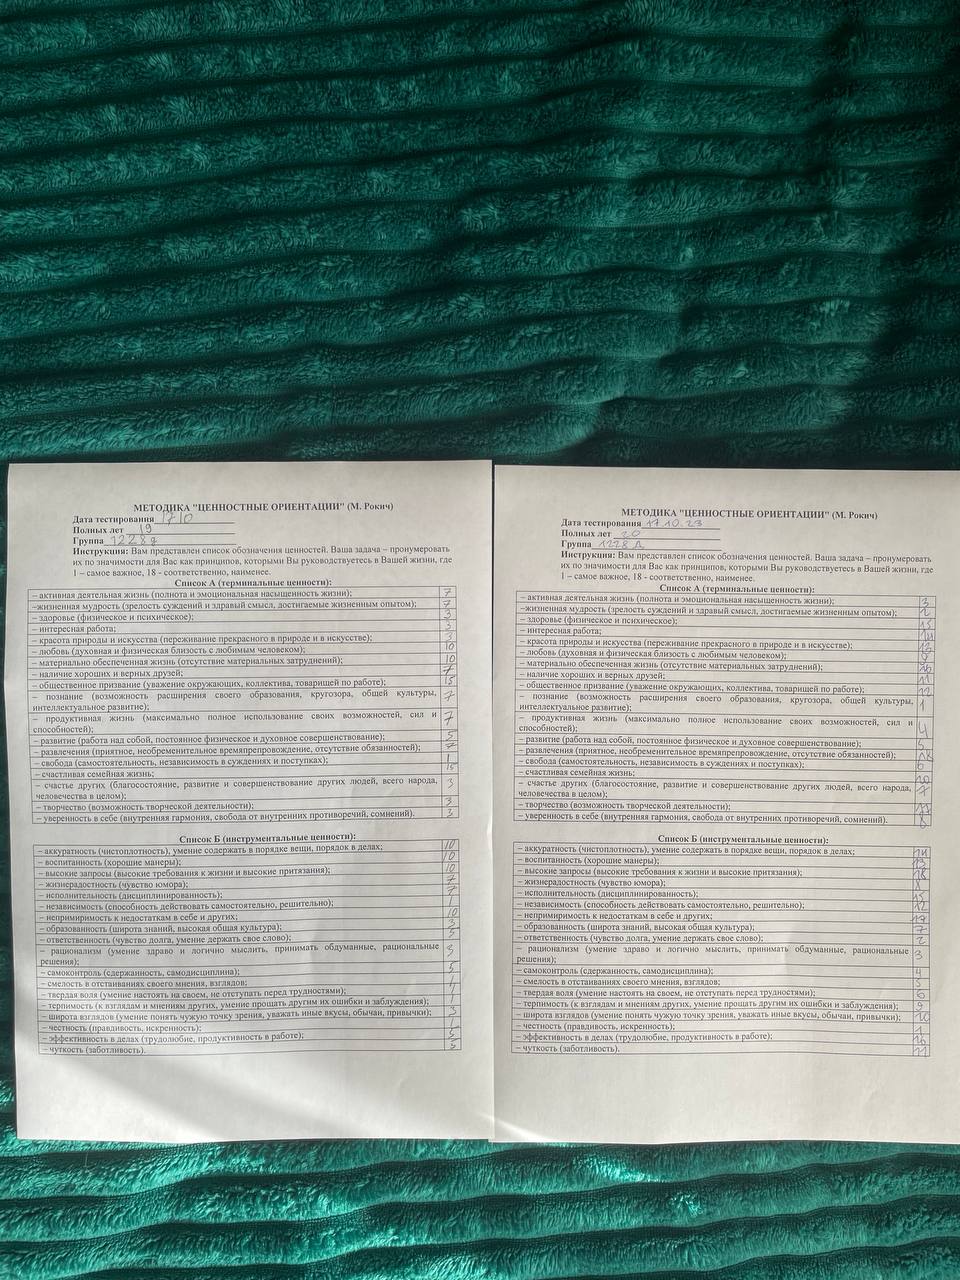 МЕТОДИКА "ЦЕННОСТНЫЕ ОРИЕНТАЦИИ" (М. Рокич)
Дата тестирования 17/10
Полных лет 19
Группа 1228д
Инструкция: Вам представлен список обозначения ценностей. Ваша задача – пронумеровать
их по значимости для Вас как принципов, которыми Вы руководствуетесь в Вашей жизни, где
1 – самое важное, 18 - соответственно, наименее.
Список А (терминальные ценности):
– активная деятельная жизнь (полнота и эмоциональная насыщенность жизни); 7
–жизненная мудрость (зрелость суждений и здравый смысл, достигаемые жизненным опытом); 7
– здоровье (физическое и психическое); 3
– интересная работа; 3
– красота природы и искусства (переживание прекрасного в природе и в искусстве); 3
– любовь (духовная и физическая близость с любимым человеком); 10
– материально обеспеченная жизнь (отсутствие материальных затруднений); 10
– наличие хороших и верных друзей; 7
– общественное призвание (уважение окружающих, коллектива, товарищей по работе); 15
– познание (возможность расширения своего образования, кругозора, общей культуры, 7
интеллектуальное развитие);
– продуктивная жизнь (максимально полное использование своих возможностей, сил и 7
способностей);
– развитие (работа над собой, постоянное физическое и духовное совершенствование); 5
– развлечения (приятное, необременительное времяпрепровождение, отсутствие обязанностей); 7
– свобода (самостоятельность, независимость в суждениях и поступках);
– счастливая семейная жизнь; 15
– счастье других (благосостояние, развитие и совершенствование других людей, всего народа, 3
человечества в целом);
– творчество (возможность творческой деятельности); 3
– уверенность в себе (внутренняя гармония, свобода от внутренних противоречий, сомнений). 3
Список Б (инструментальные ценности):
– аккуратность (чистоплотность), умение содержать в порядке вещи, порядок в делах; 10
– воспитанность (хорошие манеры); 10
– высокие запросы (высокие требования к жизни и высокие притязания); 10
– жизнерадостность (чувство юмора); 7
– исполнительность (дисциплинированность); 7
– независимость (способность действовать самостоятельно, решительно); 1
– непримиримость к недостаткам в себе и других; 10
– образованность (широта знаний, высокая общая культура); 3
– ответственность (чувство долга, умение держать свое слово);
– рационализм (умение здраво и логично мыслить, принимать обдуманные, рациональные 3
решения);
– самоконтроль (сдержанность, самодисциплина); 5
– смелость в отстаиваниях своего мнения, взглядов;
– твердая воля (умение настоять на своем, не отступать перед трудностями); 1
– терпимость (к взглядам и мнениям других, умение прощать другим их ошибки и заблуждения); 1
– широта взглядов (умение понять чужую точку зрения, уважать иные вкусы, обычаи, привычки); 3
– честность (правдивость, искренность); 1
– эффективность в делах (трудолюбие, продуктивность в работе); 5
– чуткость (заботливость).
МЕТОДИКА "ЦЕННОСТНЫЕ ОРИЕНТАЦИИ" (М. Рокич)
Дата тестирования 17.10.23
Полных лет 20
Группа 1228 Д
Инструкция: Вам представлен список обозначения ценностей. Ваша задача – пронумеровать
их по значимости для Вас как принципов, которыми Вы руководствуетесь в Вашей жизни, где
1 – самое важное, 18 - соответственно, наименее.
Список А (терминальные ценности):
– активная деятельная жизнь (полнота и эмоциональная насыщенность жизни); 3
–жизненная мудрость (зрелость суждений и здравый смысл, достигаемые жизненным опытом); 2
– здоровье (физическое и психическое); 15
– интересная работа; 14
– красота природы и искусства (переживание прекрасного в природе и в искусстве); 13
– любовь (духовная и физическая близость с любимым человеком); 9
– материально обеспеченная жизнь (отсутствие материальных затруднений); 16
– наличие хороших и верных друзей; 11
– общественное призвание (уважение окружающих, коллектива, товарищей по работе); 12
– познание (возможность расширения своего образования, кругозора, общей культуры, 1
интеллектуальное развитие);
– продуктивная жизнь (максимально полное использование своих возможностей, сил и 4
способностей);
– развитие (работа над собой, постоянное физическое и духовное совершенствование); 5
– развлечения (приятное, необременительное времяпрепровождение, отсутствие обязанностей); 18
– свобода (самостоятельность, независимость в суждениях и поступках);
– счастливая семейная жизнь; 10
– счастье других (благосостояние, развитие и совершенствование других людей, всего народа, 7
человечества в целом);
– творчество (возможность творческой деятельности); 17
– уверенность в себе (внутренняя гармония, свобода от внутренних противоречий, сомнений).
Список Б (инструментальные ценности):
– аккуратность (чистоплотность), умение содержать в порядке вещи, порядок в делах; 14
– воспитанность (хорошие манеры); 13
– высокие запросы (высокие требования к жизни и высокие притязания); 18
– жизнерадостность (чувство юмора);
– исполнительность (дисциплинированность); 15
– независимость (способность действовать самостоятельно, решительно); 12
– непримиримость к недостаткам в себе и других; 17
– образованность (широта знаний, высокая общая культура); 7
– ответственность (чувство долга, умение держать свое слово); 2
– рационализм (умение здраво и логично мыслить, принимать обдуманные, рациональные 3
решения);
– самоконтроль (сдержанность, самодисциплина); 4
– смелость в отстаиваниях своего мнения, взглядов; 5
– твердая воля (умение настоять на своем, не отступать перед трудностями); 6
– терпимость (к взглядам и мнениям других, умение прощать другим их ошибки и заблуждения); 9
– широта взглядов (умение понять чужую точку зрения, уважать иные вкусы, обычаи, привычки); 10
– честность (правдивость, искренность); 1
– эффективность в делах (трудолюбие, продуктивность в работе); 16
– чуткость (заботливость). 11